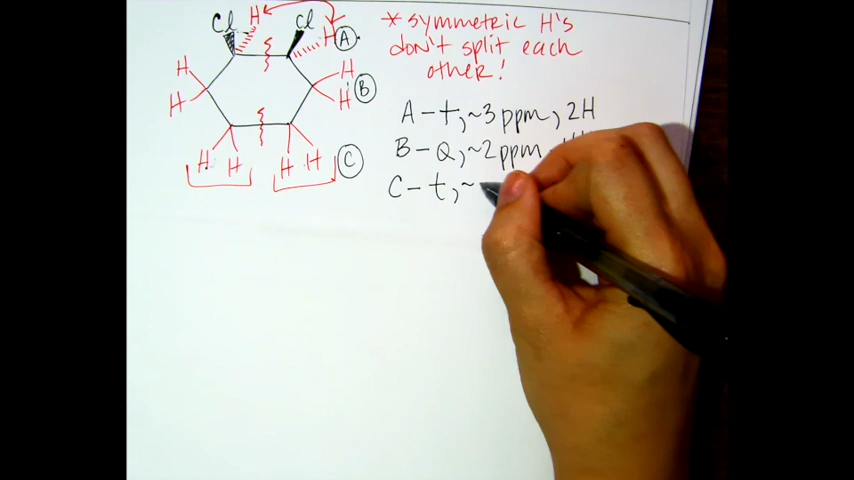 Cl H Cl
H A
H H
H H B
H H H H C
*symmetric H's
don't split each
other!
A - t, ~3 ppm, 2H
B - Q, ~2 ppm
C - t, ~